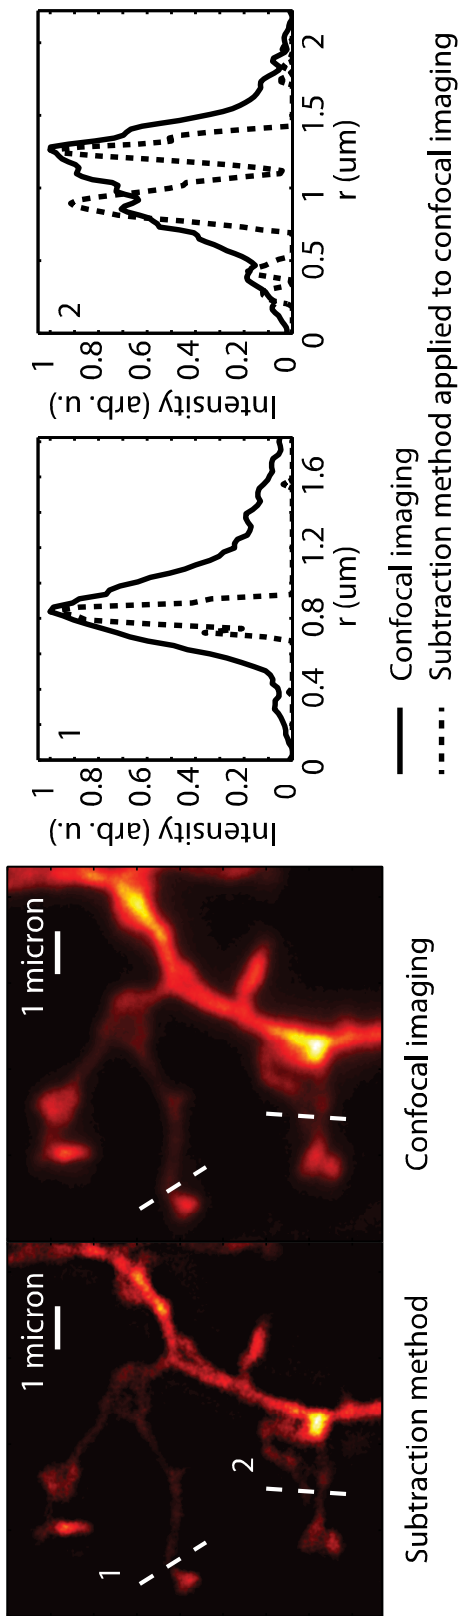 1
1 micron
2
Subtraction method
1 micron
Confocal imaging
1
Intensity (arb. u.)
1
0.8
0.6
0.4
0.2
0
0 0.4 0.8 1.2 1.6
r (um)
2
Intensity (arb. u.)
1
0.8
0.6
0.4
0.2
0
0 0.5 1 1.5 2
r (um)
Confocal imaging
Subtraction method applied to confocal imaging